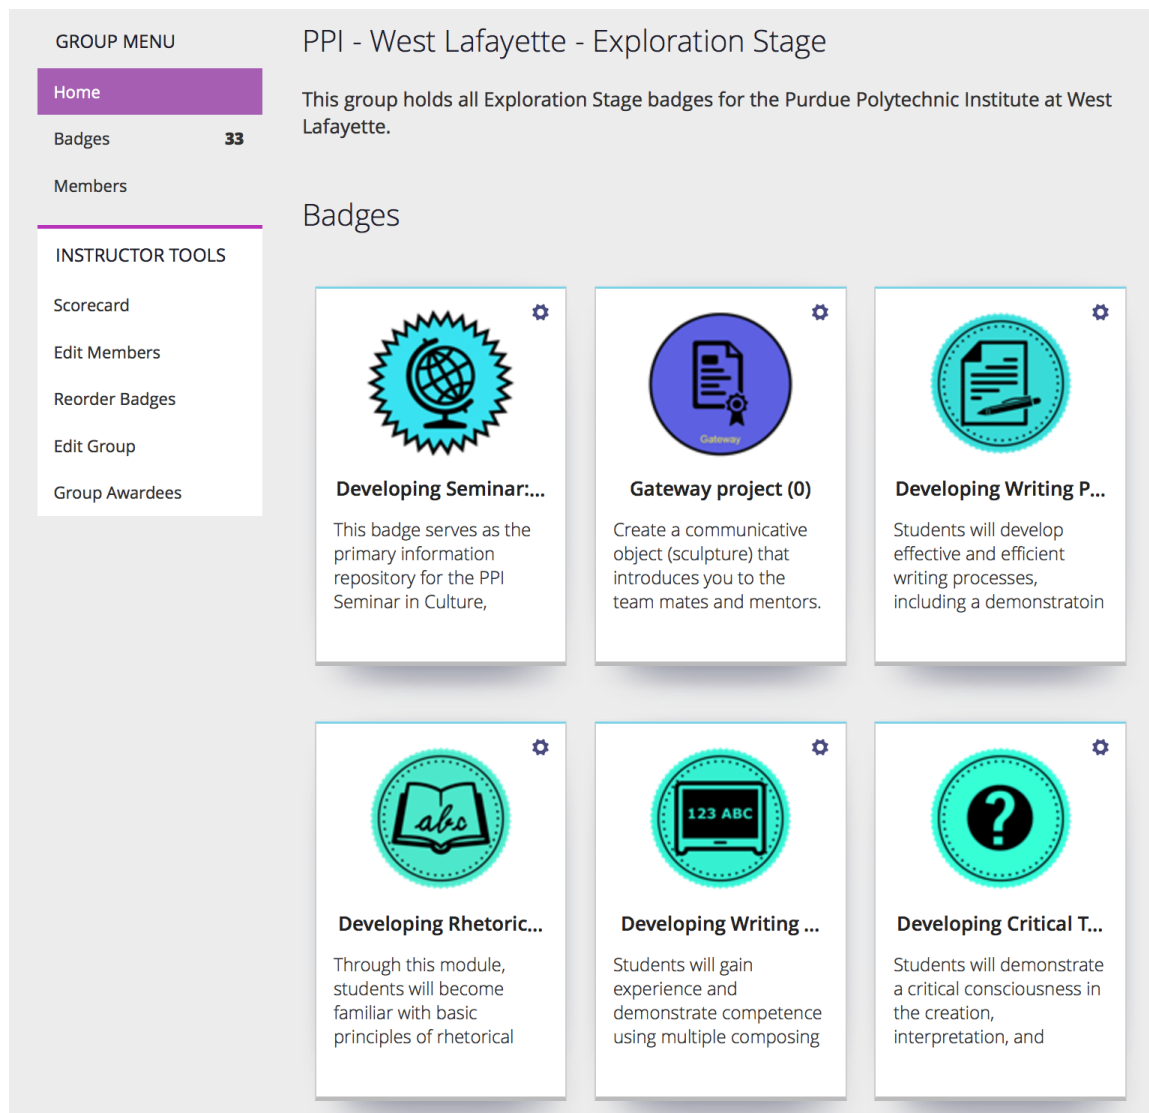 GROUP MENU
Home
Badges 33
Members
INSTRUCTOR TOOLS
Scorecard
Edit Members
Reorder Badges
Edit Group
Group Awardees
PPI - West Lafayette - Exploration Stage
This group holds all Exploration Stage badges for the Purdue Polytechnic Institute at West
Lafayette.
Badges
Developing Seminar:...
This badge serves as the
primary information
repository for the PPI
Seminar in Culture,
Gateway
Gateway project (0)
Create a communicative
object (sculpture) that
introduces you to the
team mates and mentors.
Developing Writing P...
Students will develop
effective and efficient
writing processes,
including a demonstratoin
abc
Developing Rhetoric...
Through this module,
students will become
familiar with basic
principles of rhetorical
123 ABC
Developing Writing ...
Students will gain
experience and
demonstrate competence
using multiple composing
?
Developing Critical T...
Students will demonstrate
a critical consciousness in
the creation,
interpretation, and